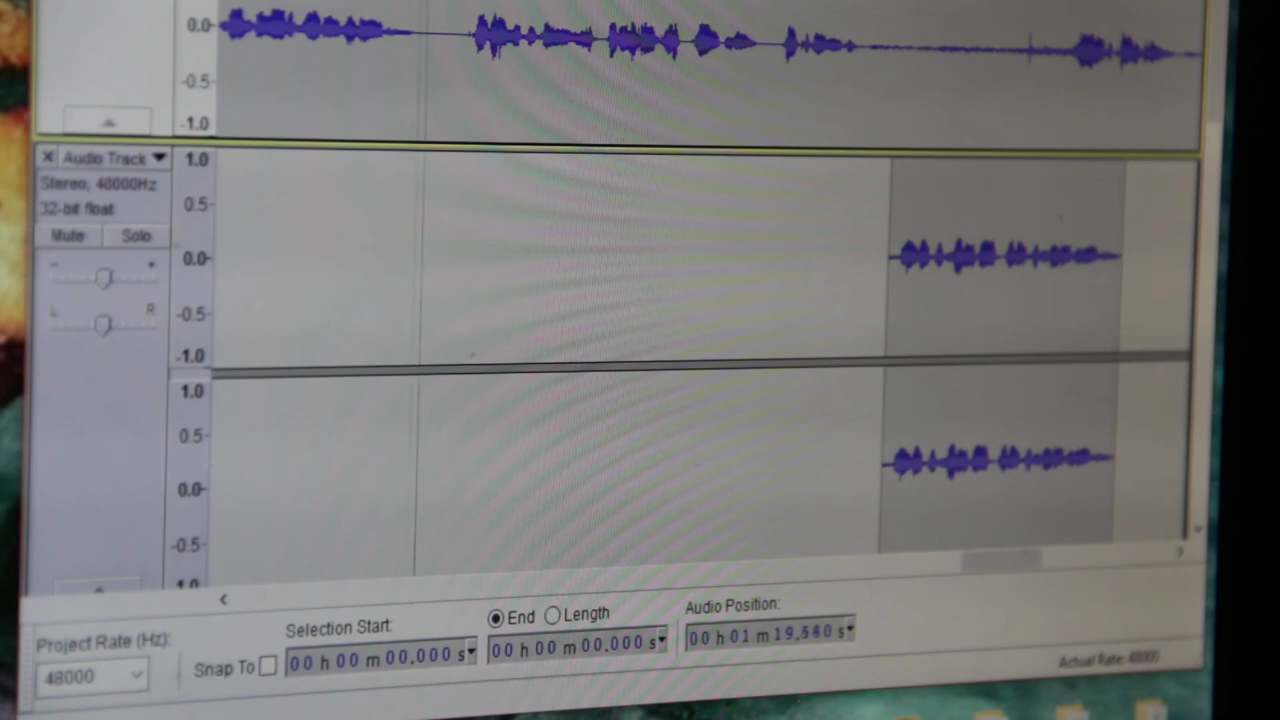 0.0
-0.5
-1.0
X Audio Track
1.0
Stereo, 48000Hz
32-bit float
0.5
Mute Solo
- +
0.0
L R
-0.5
-1.0
1.0
0.5
0.0
-0.5
1.0
Project Rate (Hz):
48000
Snap To
Selection Start:
00 h 00 m 00.000 s
End Length
00 h 00 m 00.000 s
Audio Position:
00 h 01 m 19.540 s
Actual Rate: 48000